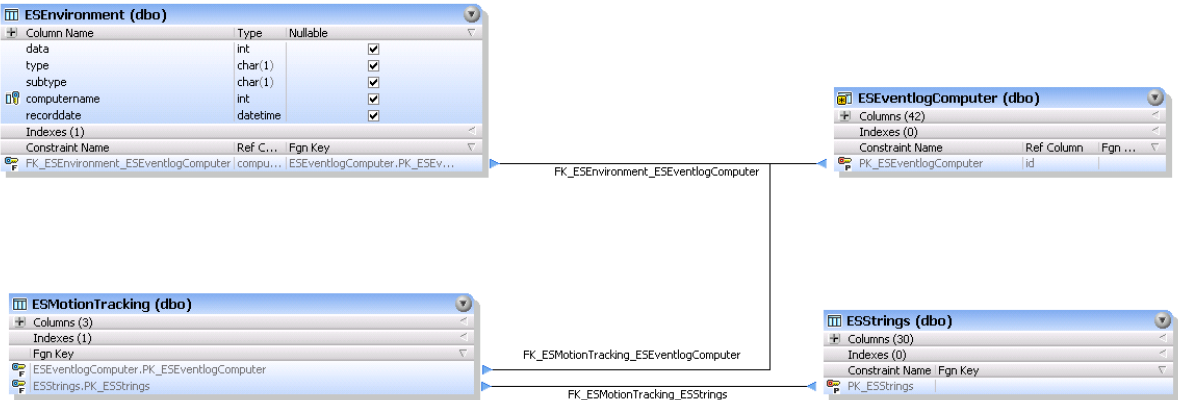 ESEnvironment (dbo)
Column Name Type Nullable
data int
type char(1)
subtype char(1)
computername int
recorddate datetime
Indexes (1)
Constraint Name Ref C... Fgn Key
FK_ESEnvironment_ESEventlogComputer compu... ESEventlogComputer.PK_ESEv...
FK_ESEnvironment_ESEventlogComputer
ESEventlogComputer (dbo)
Columns (42)
Indexes (0)
Constraint Name Ref Column Fgn ...
PK_ESEventlogComputer id
ESMotionTracking (dbo)
Columns (3)
Indexes (1)
Fgn Key
ESEventlogComputer.PK_ESEventlogComputer
ESStrings.PK_ESStrings
FK_ESMotionTracking_ESEventlogComputer
FK_ESMotionTracking_ESStrings
ESStrings (dbo)
Columns (30)
Indexes (0)
Constraint Name Fgn Key
PK_ESStrings